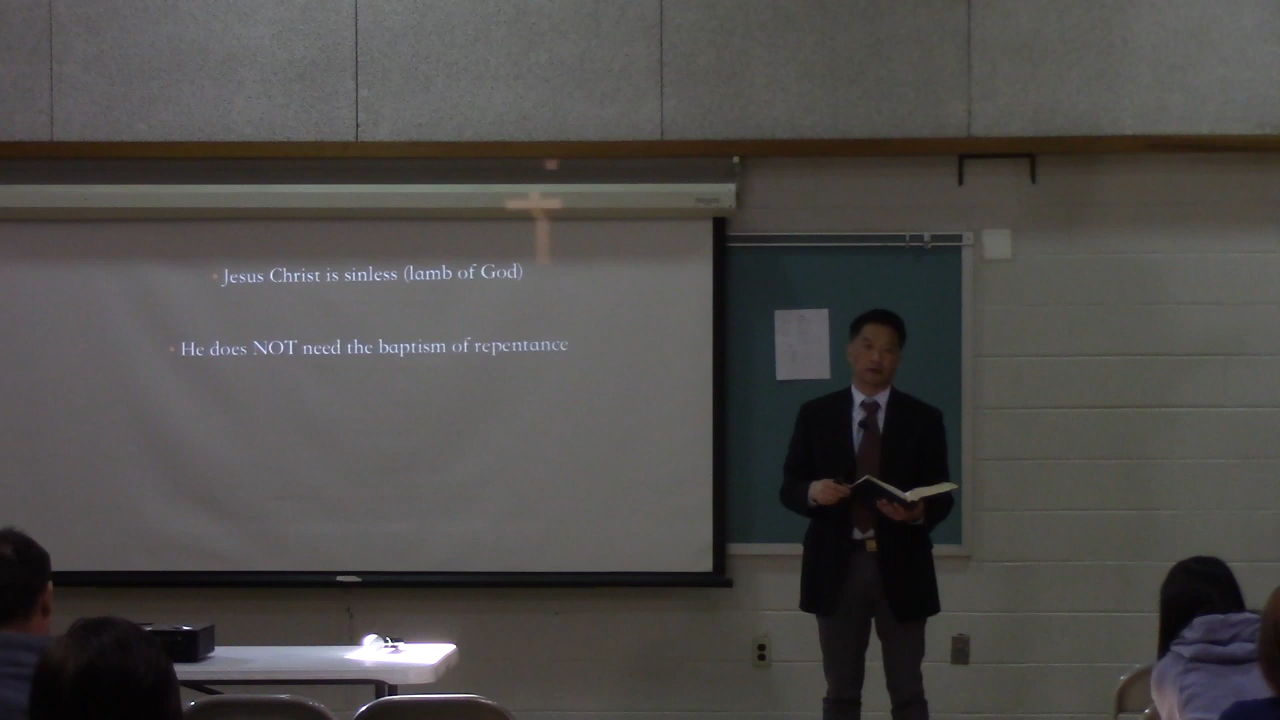 Jesus Christ is sinless (lamb of God)
He does NOT need the baptism of repentance